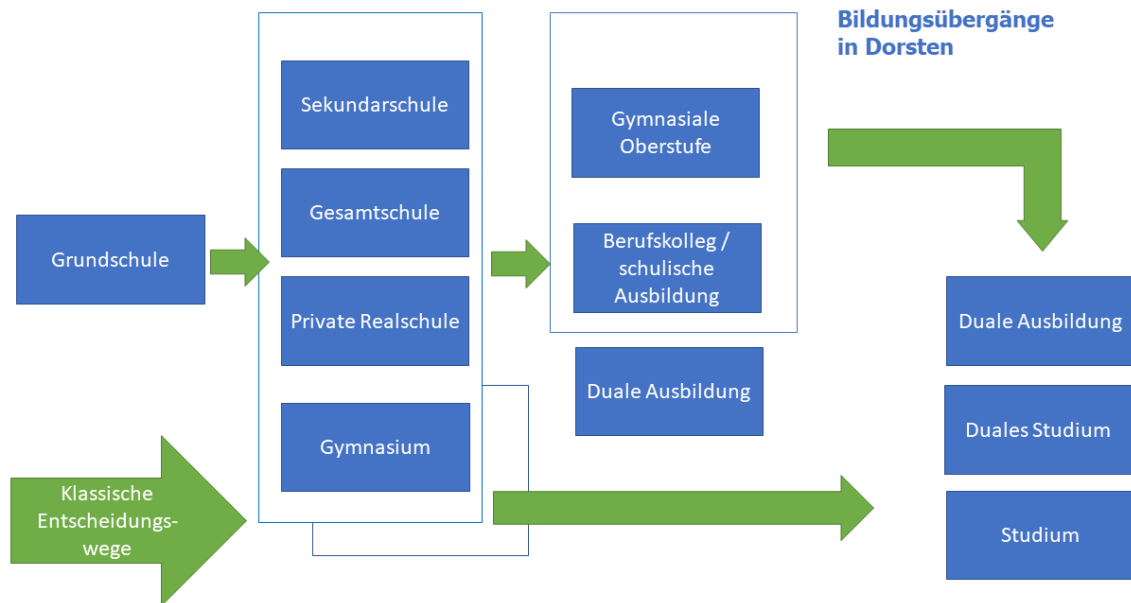 Bildungsübergänge
in Dorsten
Grundschule
Klassische
Entscheidungs-
wege
Sekundarschule
Gesamtschule
Private Realschule
Gymnasium
Gymnasiale
Oberstufe
Berufskolleg /
schulische
Ausbildung
Duale Ausbildung
Duale Ausbildung
Duales Studium
Studium